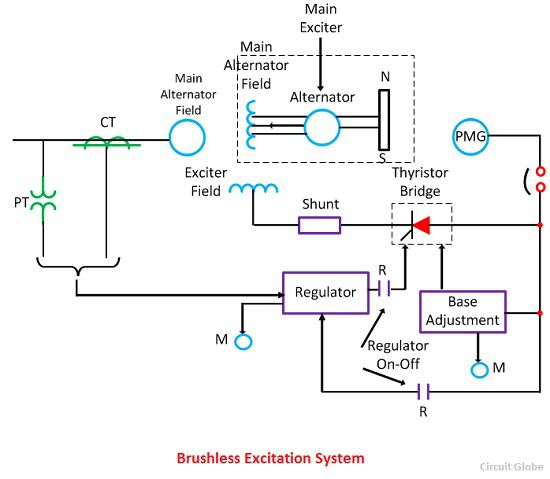 Main
Exciter
Main
Alternator
Field
N
Alternator
Main
Alternator
Field
CT
PMG
S
Exciter
Field
Thyristor
Bridge
PT
Shunt
R
Regulator
Base
Adjustment
M
Regulator
On-Off
M
R
Brushless Excitation System
Circuit Globe